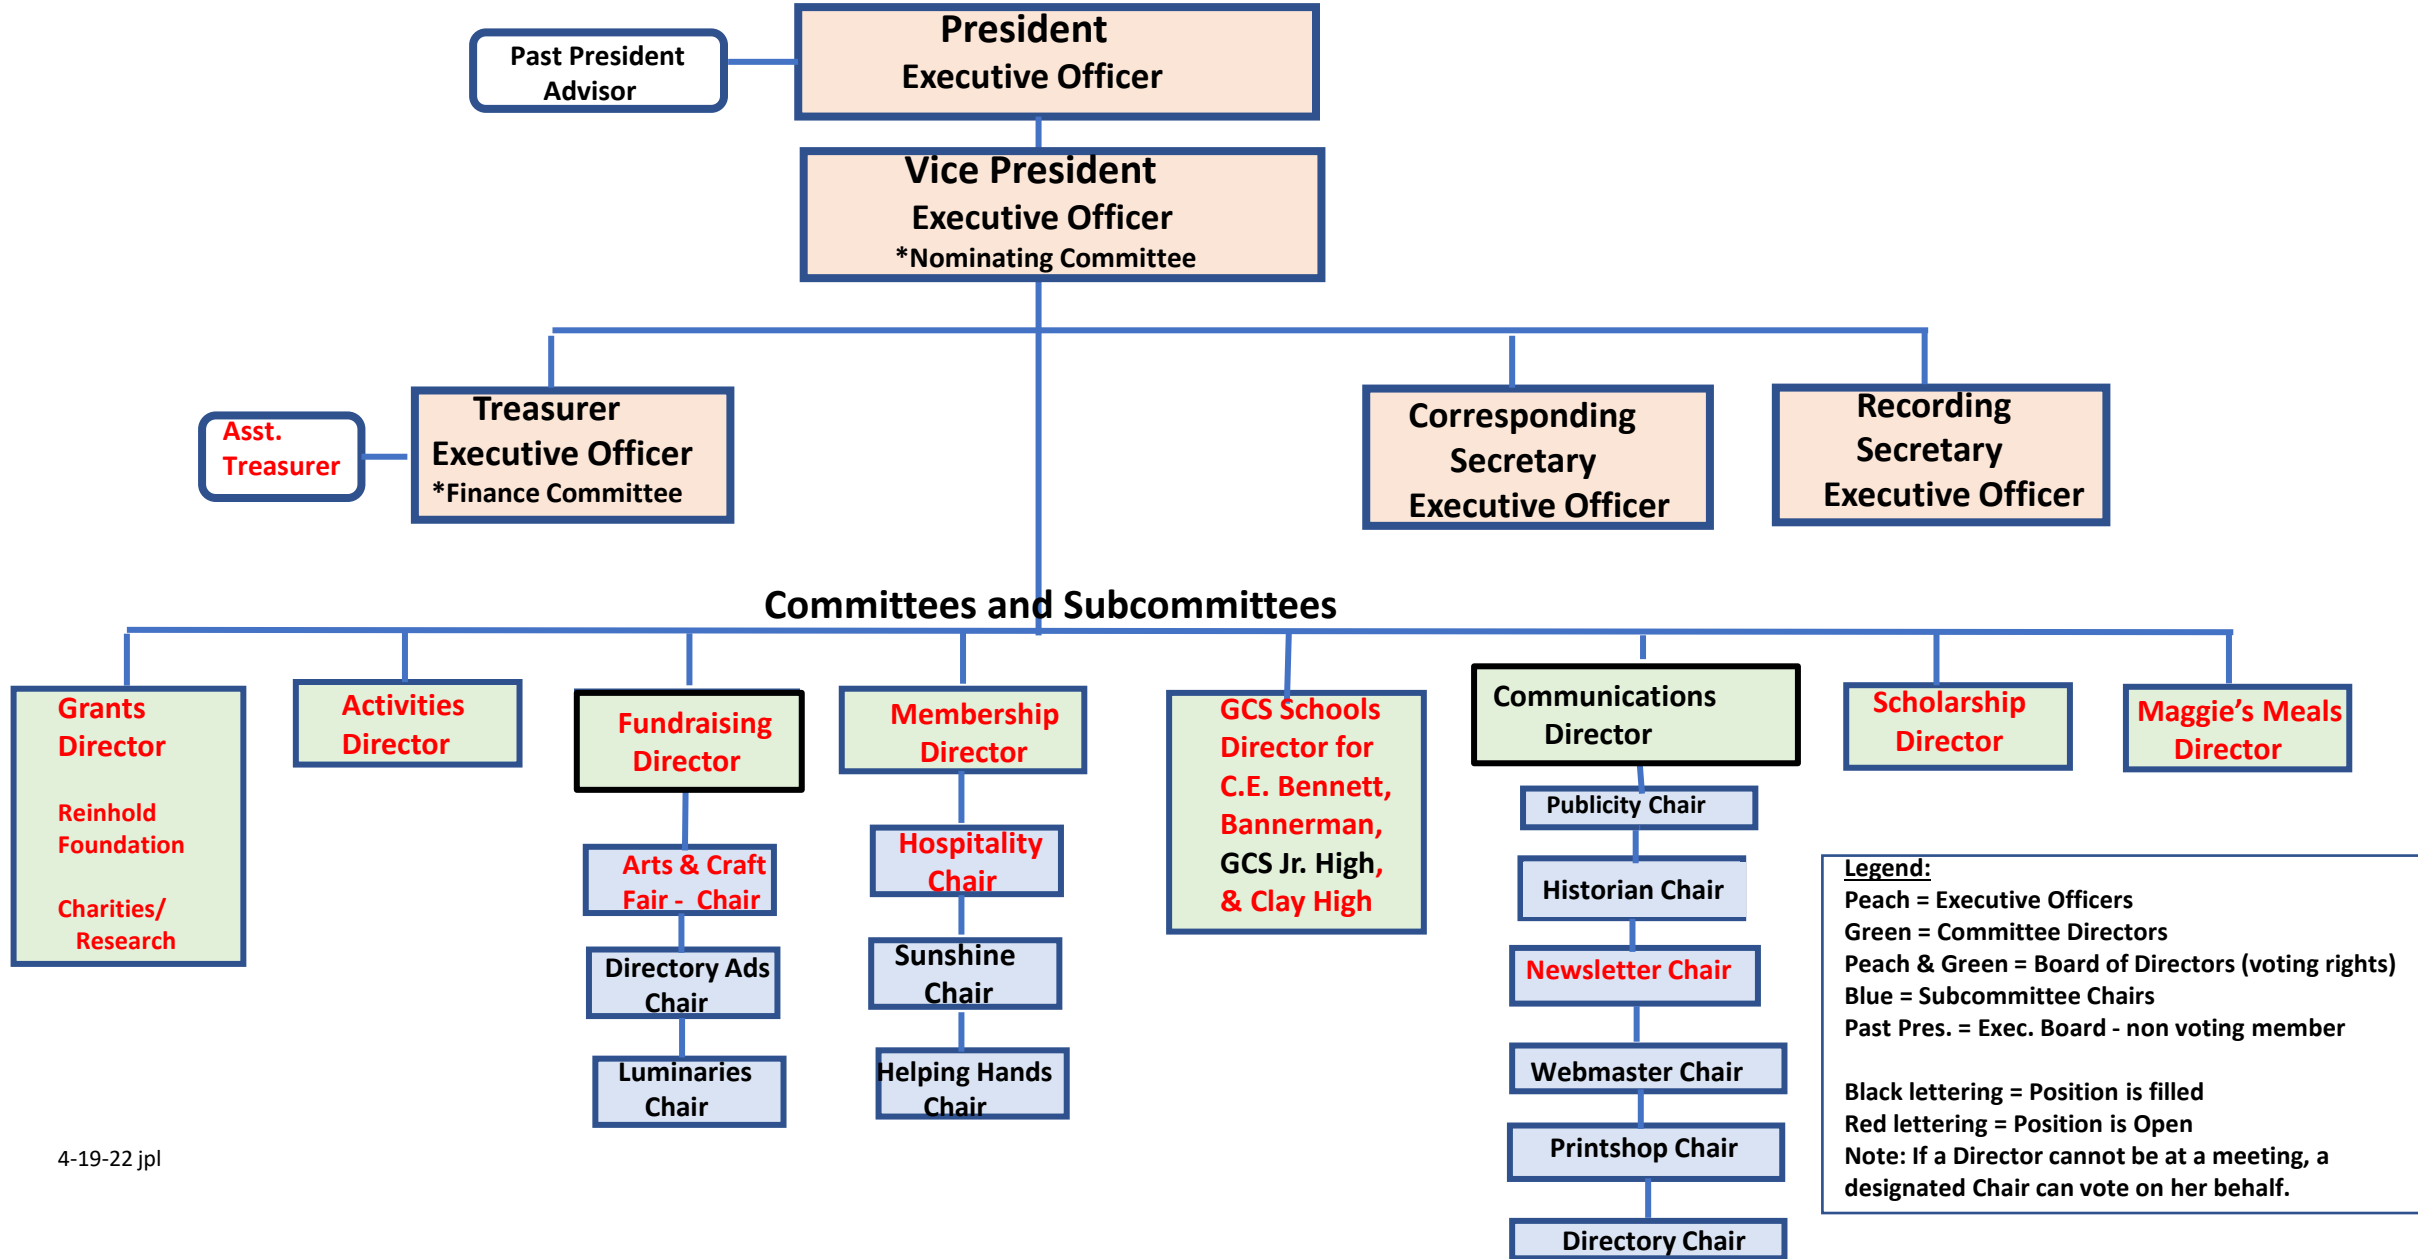 President
Executive Officer
Past President
Advisor
Vice President
Executive Officer
*Nominating Committee
Asst.
Treasurer
Treasurer
Executive Officer
*Finance Committee
Corresponding
Secretary
Executive Officer
Recording
Secretary
Executive Officer
Committees and Subcommittees
Grants
Director
Reinhold
Foundation
Charities/
Research
Activities
Director
Fundraising
Director
Arts & Craft
Fair - Chair
Directory Ads
Chair
Luminaries
Chair
Membership
Director
Hospitality
Chair
Sunshine
Chair
Helping Hands
Chair
GCS Schools
Director for
C.E. Bennett,
Bannerman,
GCS Jr. High,
& Clay High
Communications
Director
Publicity Chair
Historian Chair
Newsletter Chair
Webmaster Chair
Printshop Chair
Directory Chair
Scholarship
Director
Maggie’s Meals
Director
Legend:
Peach = Executive Officers
Green = Committee Directors
Peach & Green = Board of Directors (voting rights)
Blue = Subcommittee Chairs
Past Pres. = Exec. Board - non voting member
Black lettering = Position is filled
Red lettering = Position is Open
Note: If a Director cannot be at a meeting, a
designated Chair can vote on her behalf.
4-19-22 jpl